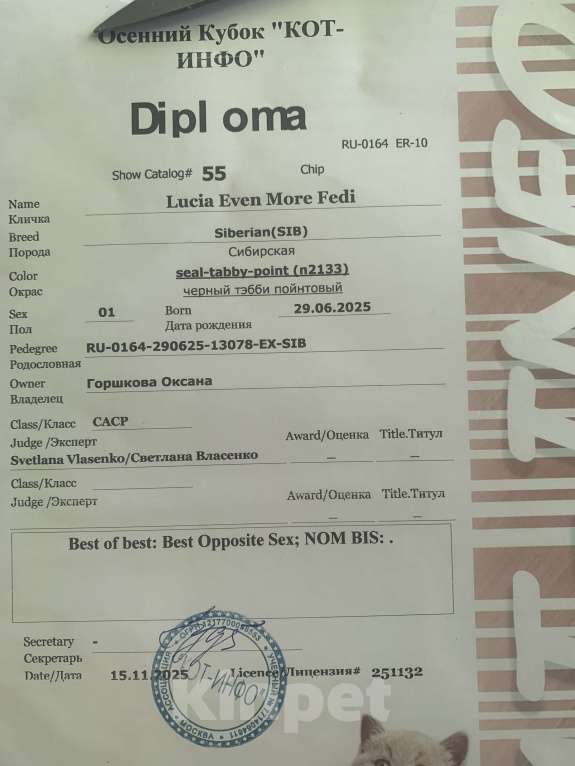 Осенний Кубок "КОТ-
ИНФО"
Diploma
RU-0164 ER-10
Show Catalog# 55 Chip
Name Lucia Even More Fedi
Кличка
Breed Siberian(SIB)
Порода Сибирская
Color seal-tabby-point (n2133)
Окрас черный тэбби пойнтовый
Sex 01 Born 29.06.2025
Пол Дата рождения
Pedegree RU-0164-290625-13078-EX-SIB
Родословная
Owner Горшкова Оксана
Владелец
Class/Класс CACP
Judge /Эксперт Award/Оценка Title.Титул
Svetlana Vlasenko/Светлана Власенко – –
Class/Класс
Judge /Эксперт Award/Оценка Title.Титул
– –
Best of best: Best Opposite Sex; NOM BIS: .
Secretary -
Секретарь
Date/Дата 15.11.2025 Licence/Лицензия# 251132
КОТ-ИНФО
МОСКВА